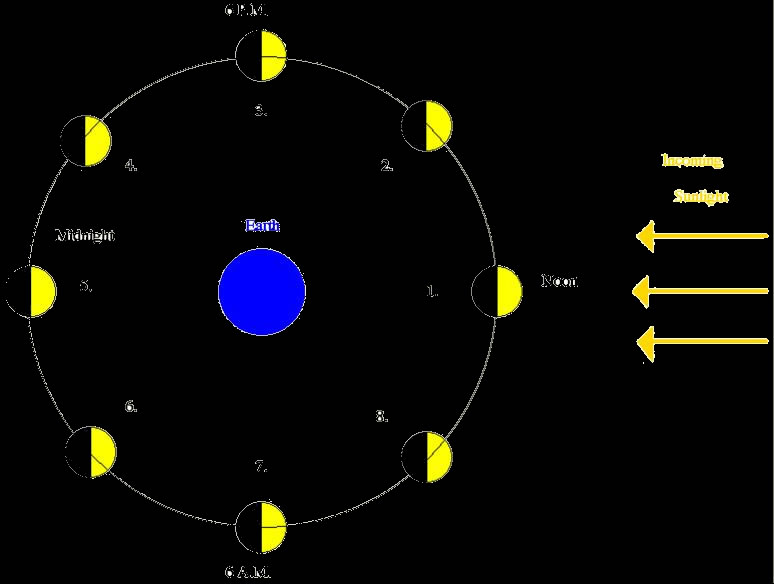 6 P.M.
3.
2.
4.
Incoming
Sunlight
Earth
Midnight
5.
1.
Noon
6.
8.
7.
6 A.M.